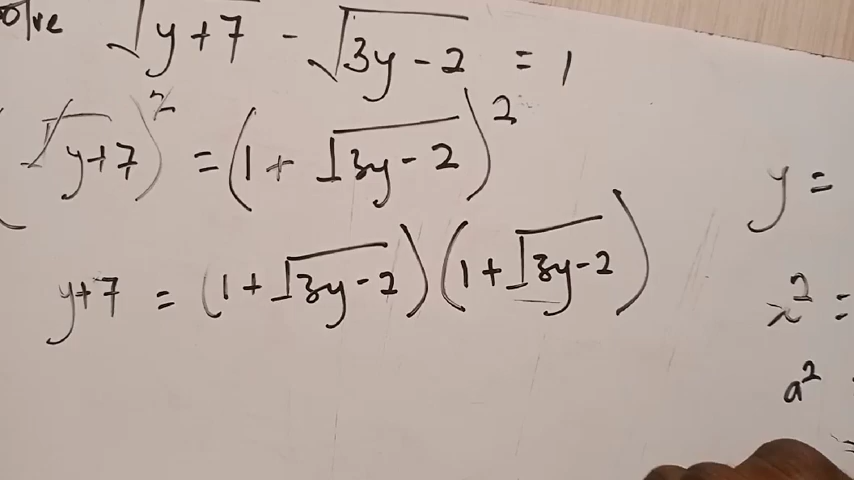 √y+7 - √3y-2 = 1
(√y+7)² = (1 + √3y-2)²
y+7 = (1+√3y-2)(1+√3y-2)
y =
x² =
a²